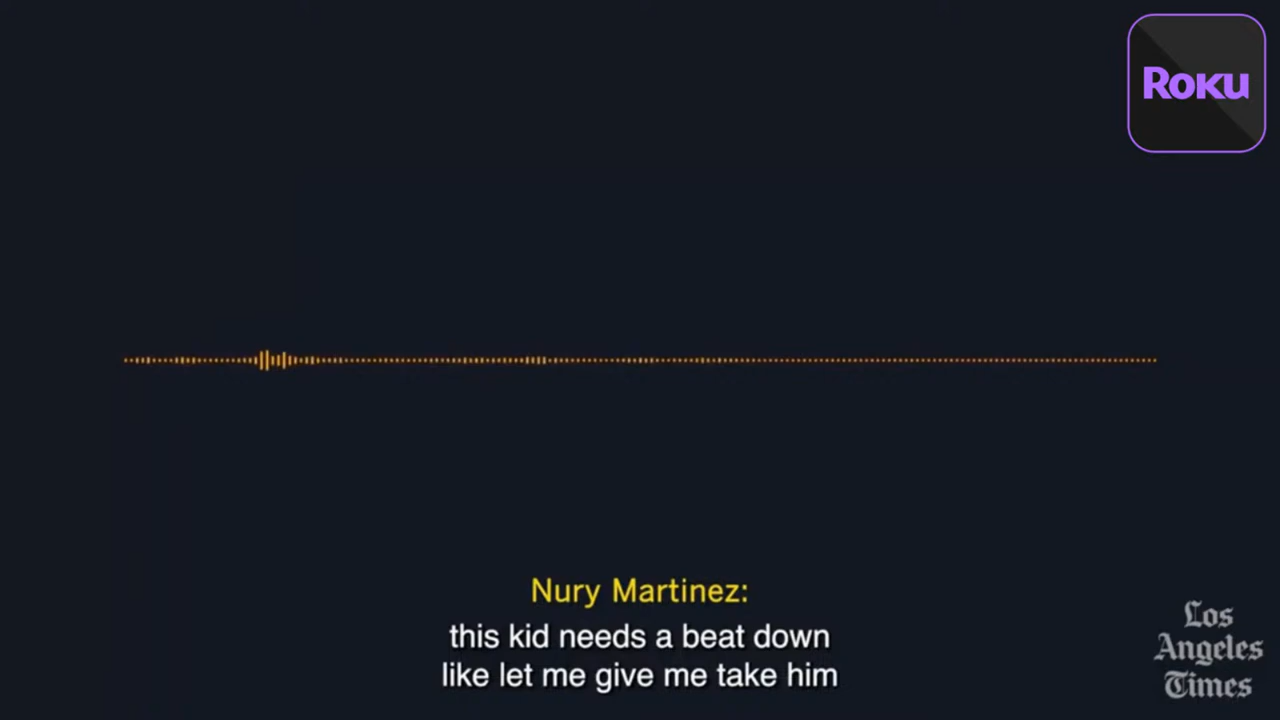 Roku
Nury Martinez:
this kid needs a beat down
like let me give me take him
Los
Angeles
Times